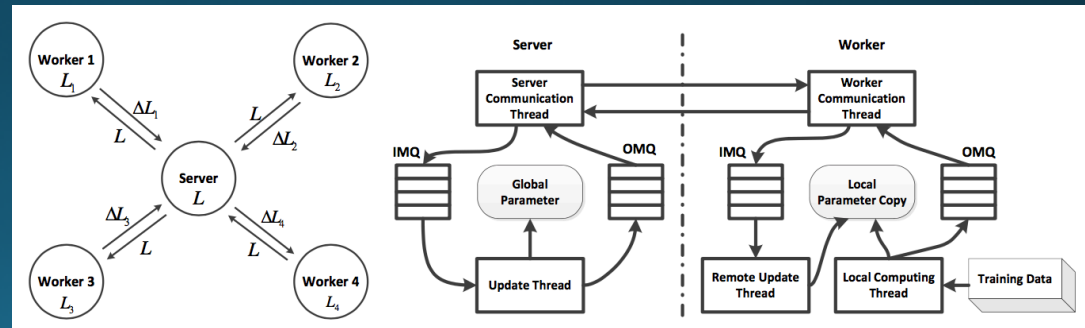 Worker 1
L₁
Worker 2
L₂
ΔL₁
L
L
ΔL₂
Server
L
ΔL₃
L
ΔL₄
L
Worker 3
L₃
Worker 4
L₄
Server
Worker
Server
Communication
Thread
Worker
Communication
Thread
IMQ
OMQ
IMQ
OMQ
Global
Parameter
Local
Parameter Copy
Update Thread
Remote Update
Thread
Local Computing
Thread
Training Data